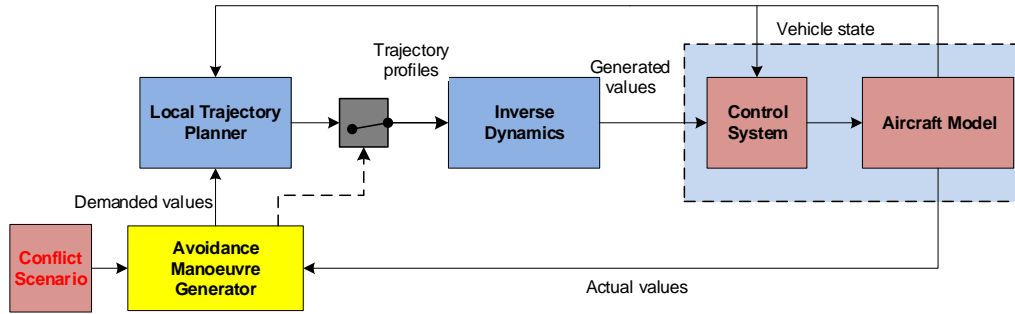 Vehicle state
Trajectory
profiles
Generated
values
Local Trajectory
Planner
Inverse
Dynamics
Control
System
Aircraft Model
Demanded values
Conflict
Scenario
Avoidance
Manoeuvre
Generator
Actual values